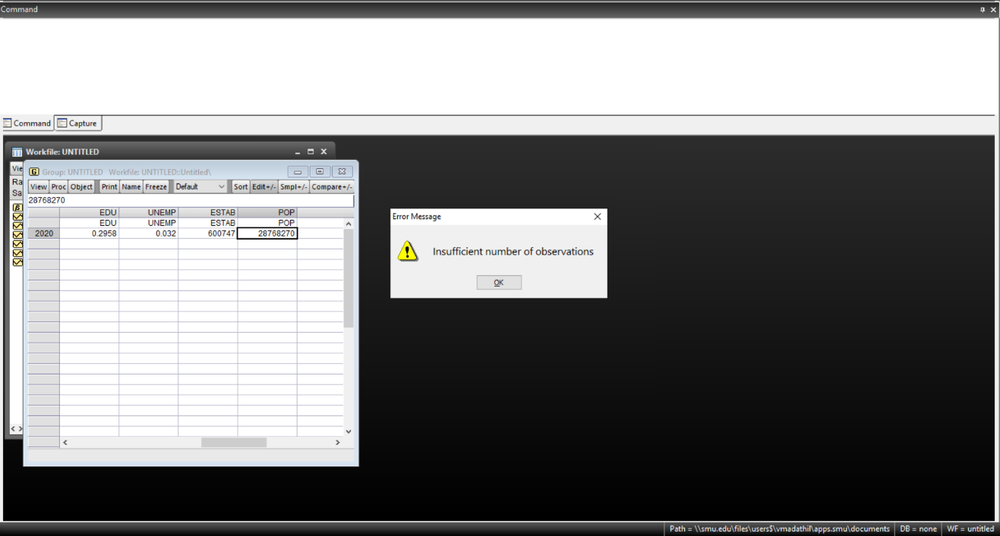 Command
Command Capture
Workfile: UNTITLED
Vie
Ra
Sa
Group: UNTITLED Workfile: UNTITLED::Untitled\
View Proc Object Print Name Freeze Default Sort Edit+/- Smpl+/- Compare+/-
28768270
EDU UNEMP ESTAB POP
EDU UNEMP ESTAB POP
2020 0.2958 0.032 600747 28768270
Error Message
Insufficient number of observations
OK
Path = \\smu.edu\files\users$\vmadathil\apps.smu\documents DB = none WF = untitled